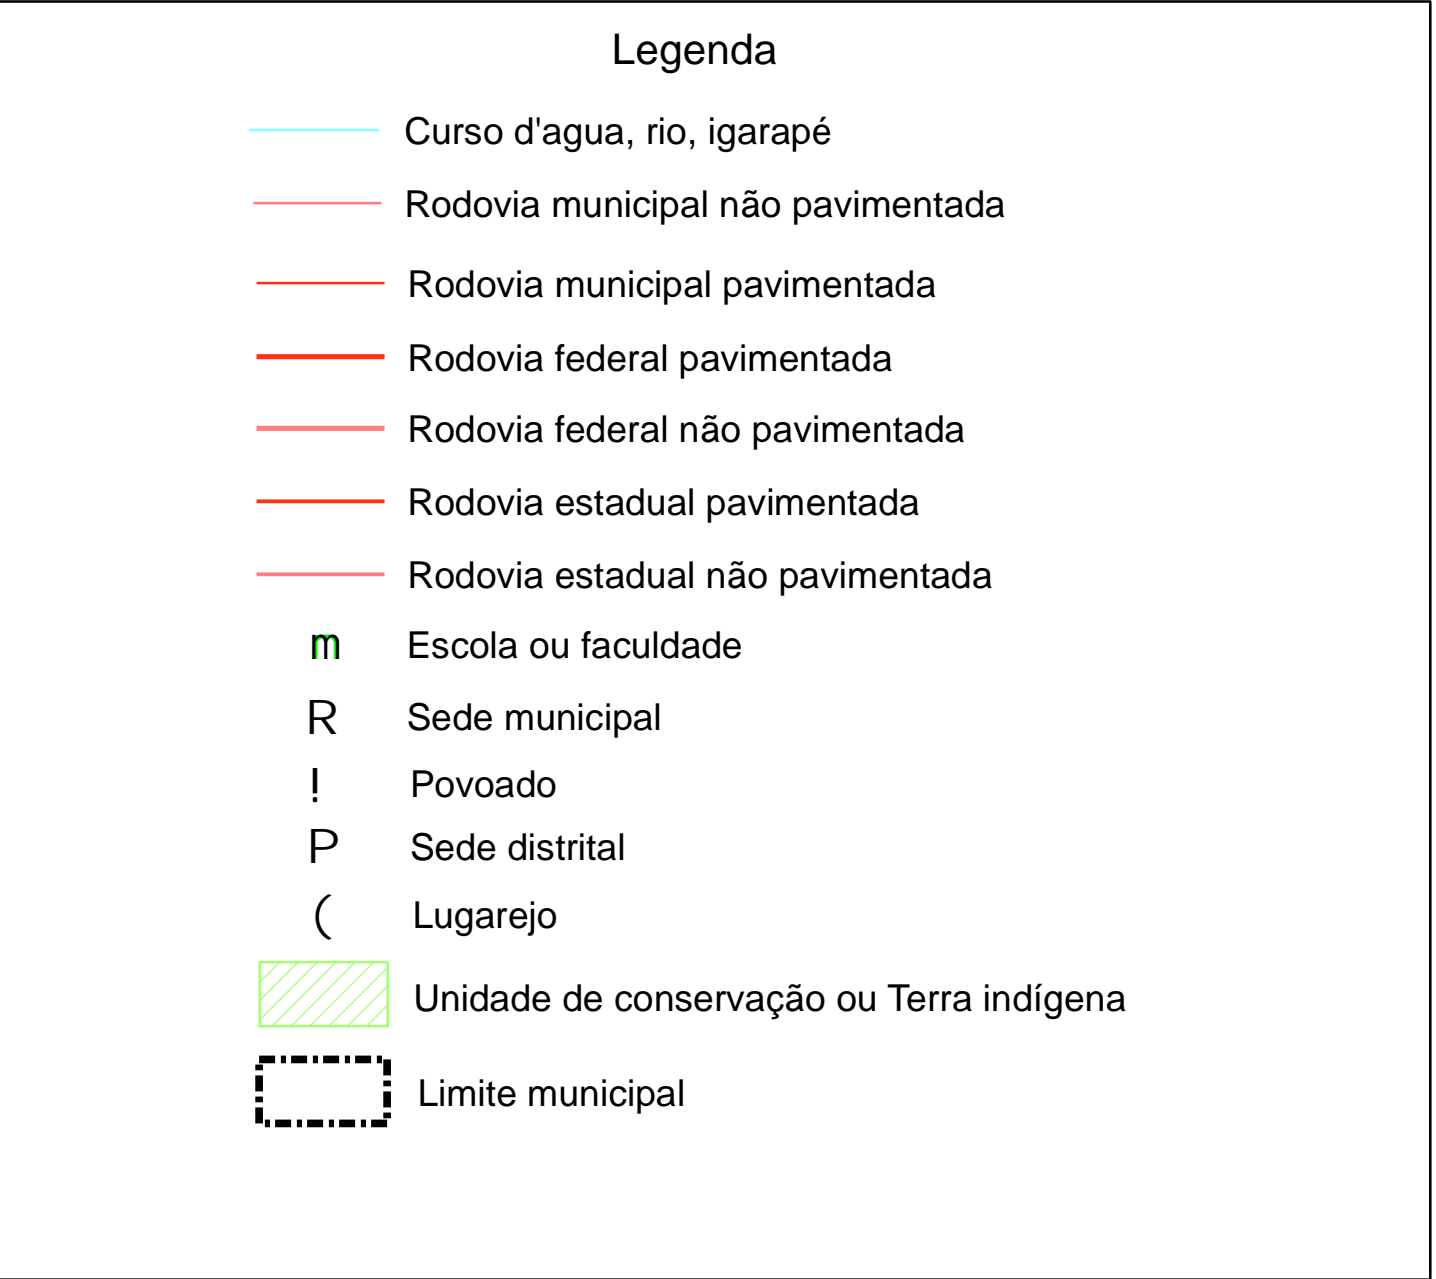 Legenda
Curso d'agua, rio, igarapé
Rodovia municipal não pavimentada
Rodovia municipal pavimentada
Rodovia federal pavimentada
Rodovia federal não pavimentada
Rodovia estadual pavimentada
Rodovia estadual não pavimentada
m Escola ou faculdade
R Sede municipal
! Povoado
P Sede distrital
( Lugarejo
Unidade de conservação ou Terra indígena
Limite municipal